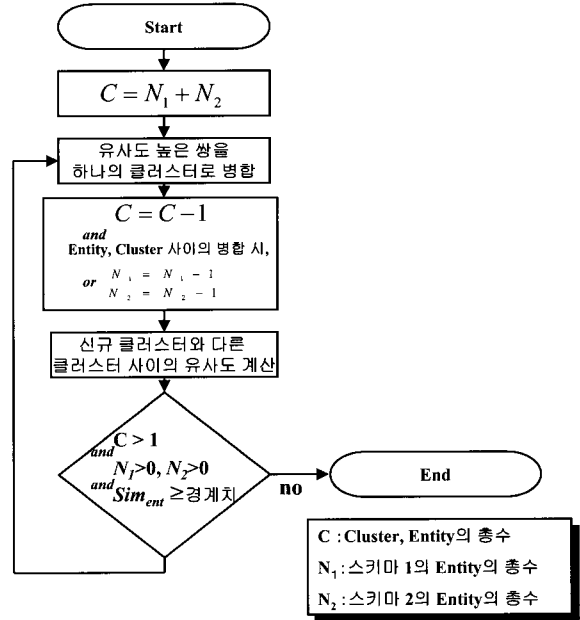 Start
C = N₁ + N₂
유사도 높은 쌍을
하나의 클러스터로 병합
C = C - 1
and
Entity, Cluster 사이의 병합 시,
N ₁ = N ₁ - 1
or
N ₂ = N ₂ - 1
신규 클러스터와 다른
클러스터 사이의 유사도 계산
C > 1
and
N₁>0, N₂>0
and Sim_ent ≥경계치
no
End
C : Cluster, Entity의 총수
N₁ : 스키마 1의 Entity의 총수
N₂ : 스키마 2의 Entity의 총수